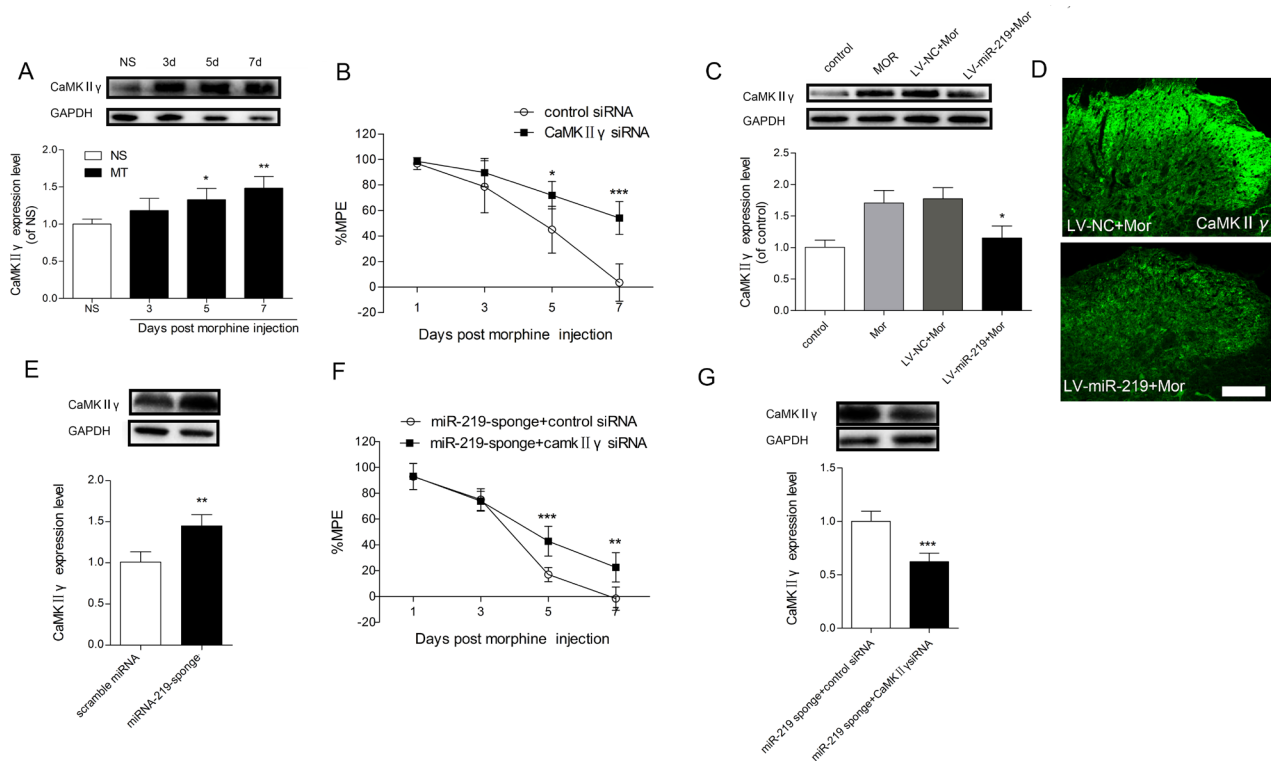 A
NS 3d 5d 7d
CaMKⅡγ
GAPDH
CaMKⅡγ expression level
(of NS)
2.0
1.5
1.0
0.5
0.0
NS
MT
*
**
NS 3 5 7
Days post morphine injection
B
control siRNA
CaMKⅡγ siRNA
%MPE
120
100
80
60
40
20
0
-20
*
***
1 3 5 7
Days post morphine injection
C
control MOR LV-NC+Mor LV-miR-219+Mor
CaMKⅡγ
GAPDH
CaMKⅡγ expression level
(of control)
2.5
2.0
1.5
1.0
0.5
0.0
*
control Mor LV-NC+Mor LV-miR-219+Mor
D
LV-NC+Mor CaMKⅡγ
LV-miR-219+Mor
E
CaMKⅡγ
GAPDH
CaMKⅡγ expression level
2.0
1.5
1.0
0.5
0.0
**
scramble miRNA miRNA-219-sponge
F
miR-219-sponge+control siRNA
miR-219-sponge+camkⅡγ siRNA
%MPE
120
100
80
60
40
20
0
-20
***
**
1 3 5 7
Days post morphine injection
G
CaMKⅡγ
GAPDH
CaMKⅡγ expression level
1.5
1.0
0.5
0.0
***
miR-219 sponge+control siRNA
miR-219 sponge+CaMKⅡγsiRNA